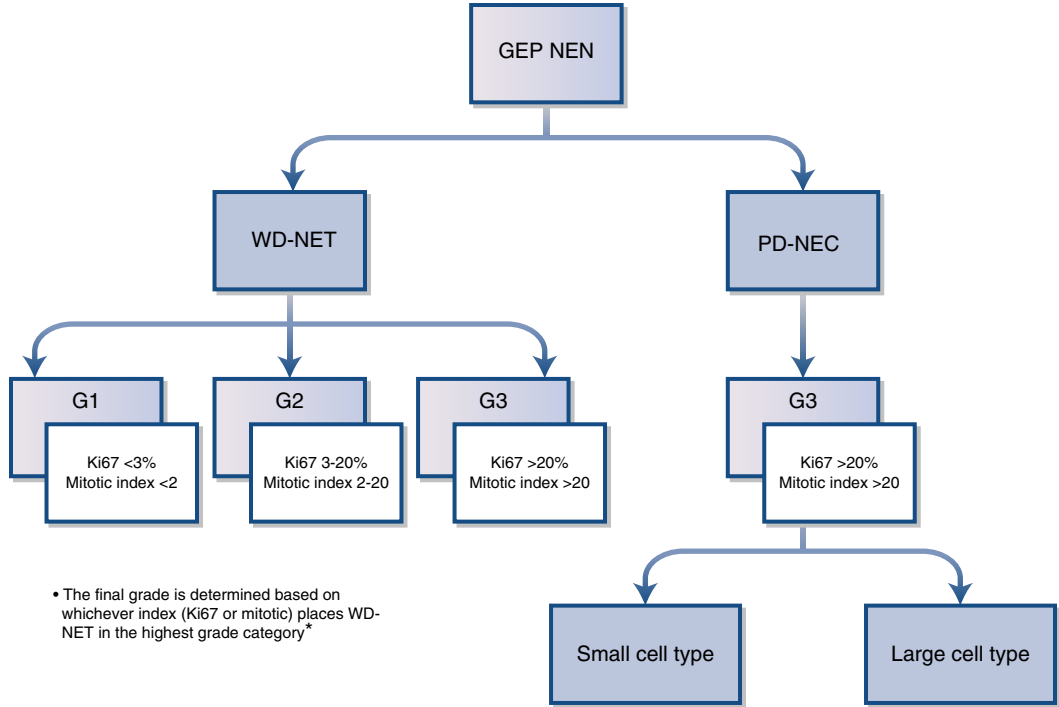 GEP NEN
WD-NET
PD-NEC
G1
Ki67 <3%
Mitotic index <2
G2
Ki67 3-20%
Mitotic index 2-20
G3
Ki67 >20%
Mitotic index >20
G3
Ki67 >20%
Mitotic index >20
• The final grade is determined based on
whichever index (Ki67 or mitotic) places WD-
NET in the highest grade category*
Small cell type
Large cell type